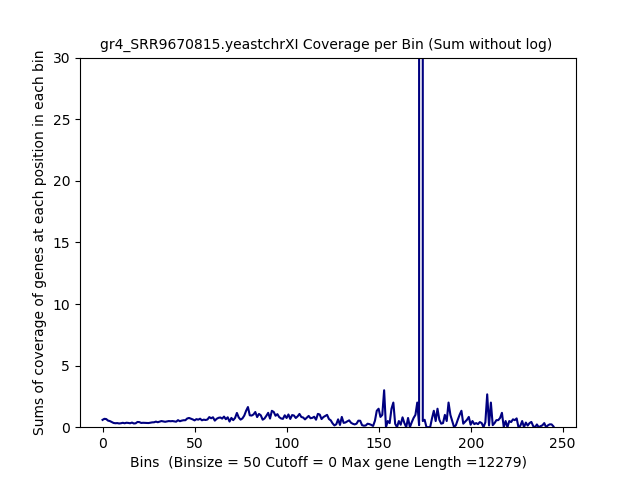 gr4_SRR9670815.yeastchrXI Coverage per Bin (Sum without log)
Sums of coverage of genes at each position in each bin
30
25
20
15
10
5
0
0 50 100 150 200 250
Bins  (Binsize = 50 Cutoff = 0 Max gene Length =12279)